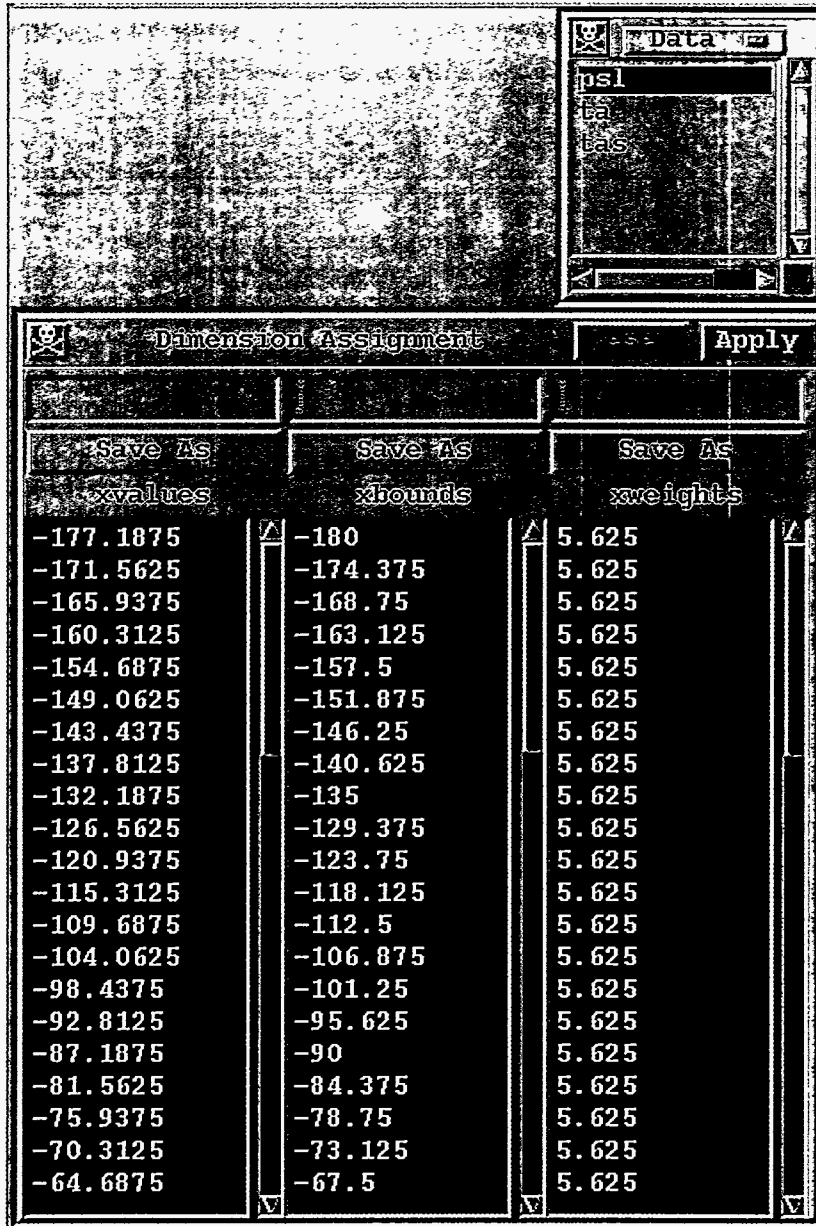 Data
psl
ta
tas
Dimension Assignment Apply
Save As Save As Save As
xvalues xbounds xweights
-177.1875 -180 5.625
-171.5625 -174.375 5.625
-165.9375 -168.75 5.625
-160.3125 -163.125 5.625
-154.6875 -157.5 5.625
-149.0625 -151.875 5.625
-143.4375 -146.25 5.625
-137.8125 -140.625 5.625
-132.1875 -135 5.625
-126.5625 -129.375 5.625
-120.9375 -123.75 5.625
-115.3125 -118.125 5.625
-109.6875 -112.5 5.625
-104.0625 -106.875 5.625
-98.4375 -101.25 5.625
-92.8125 -95.625 5.625
-87.1875 -90 5.625
-81.5625 -84.375 5.625
-75.9375 -78.75 5.625
-70.3125 -73.125 5.625
-64.6875 -67.5 5.625